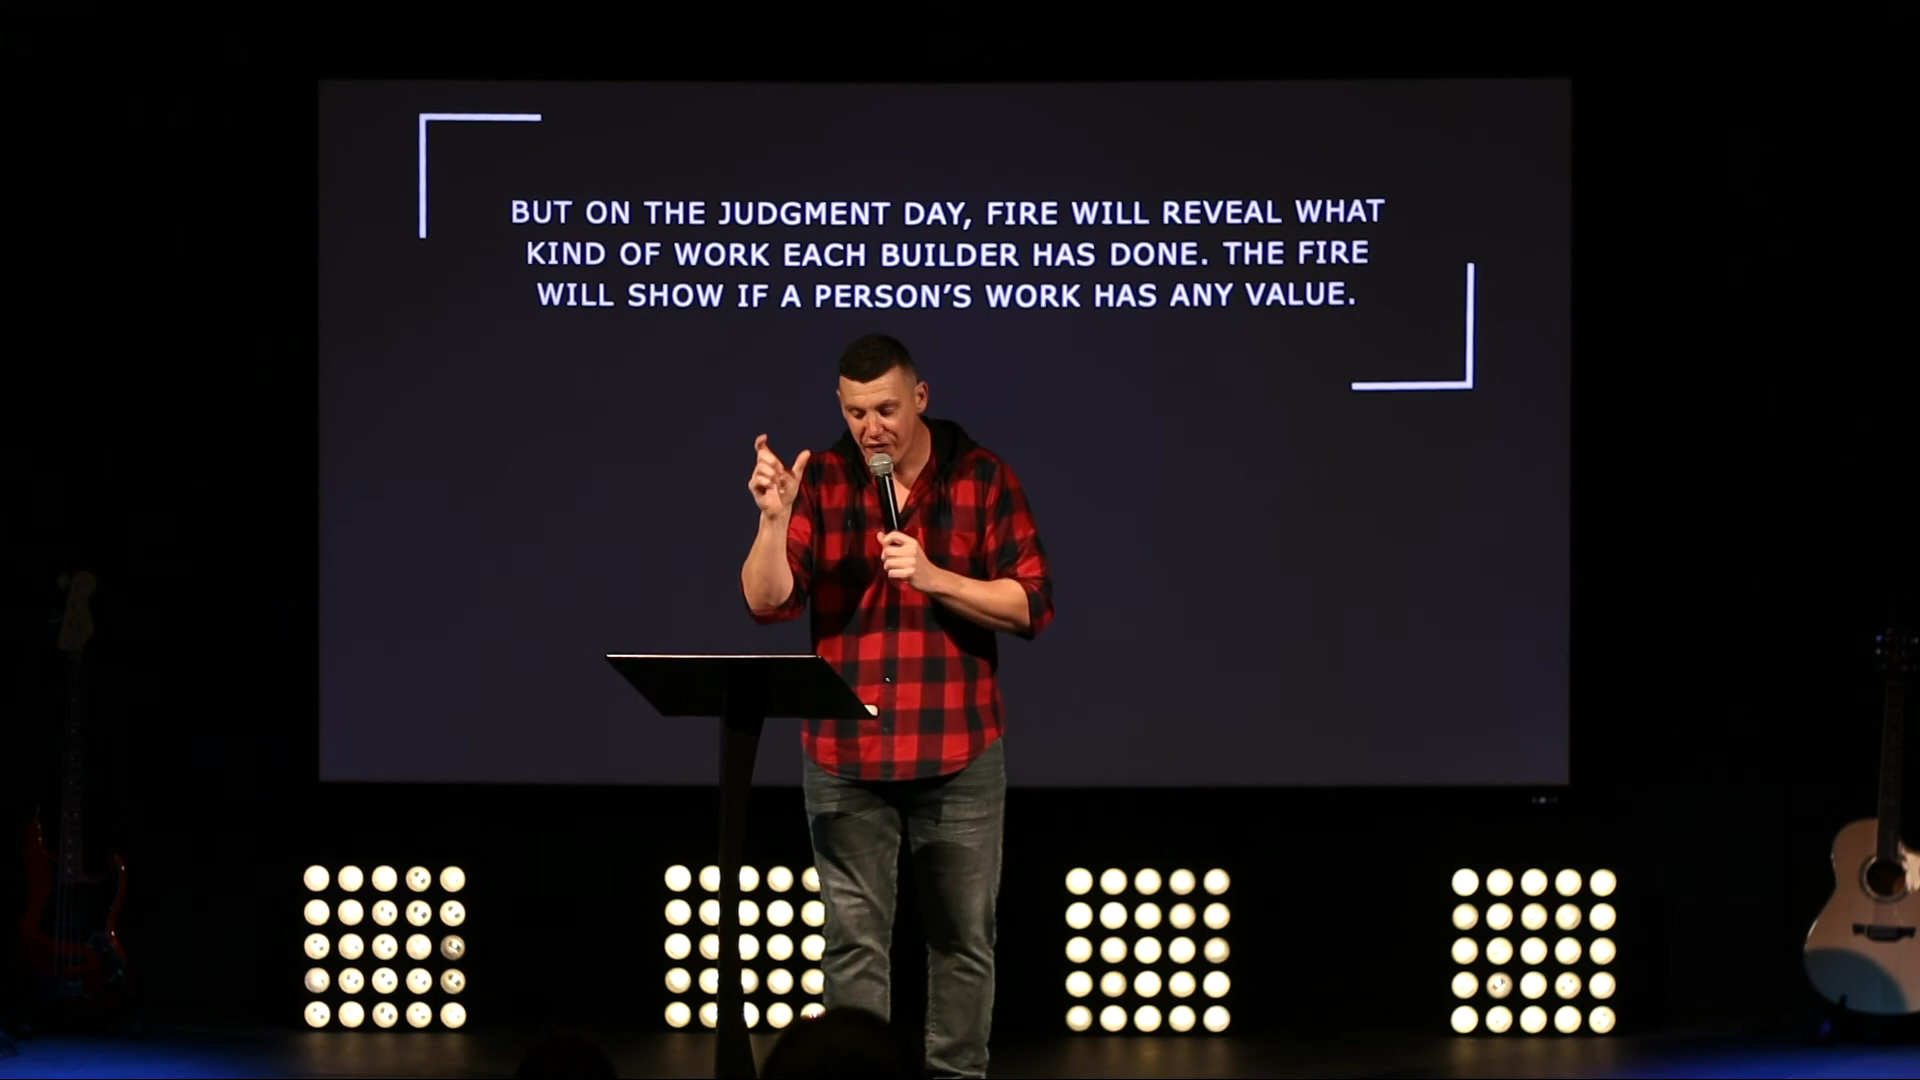 BUT ON THE JUDGMENT DAY, FIRE WILL REVEAL WHAT
KIND OF WORK EACH BUILDER HAS DONE. THE FIRE
WILL SHOW IF A PERSON’S WORK HAS ANY VALUE.